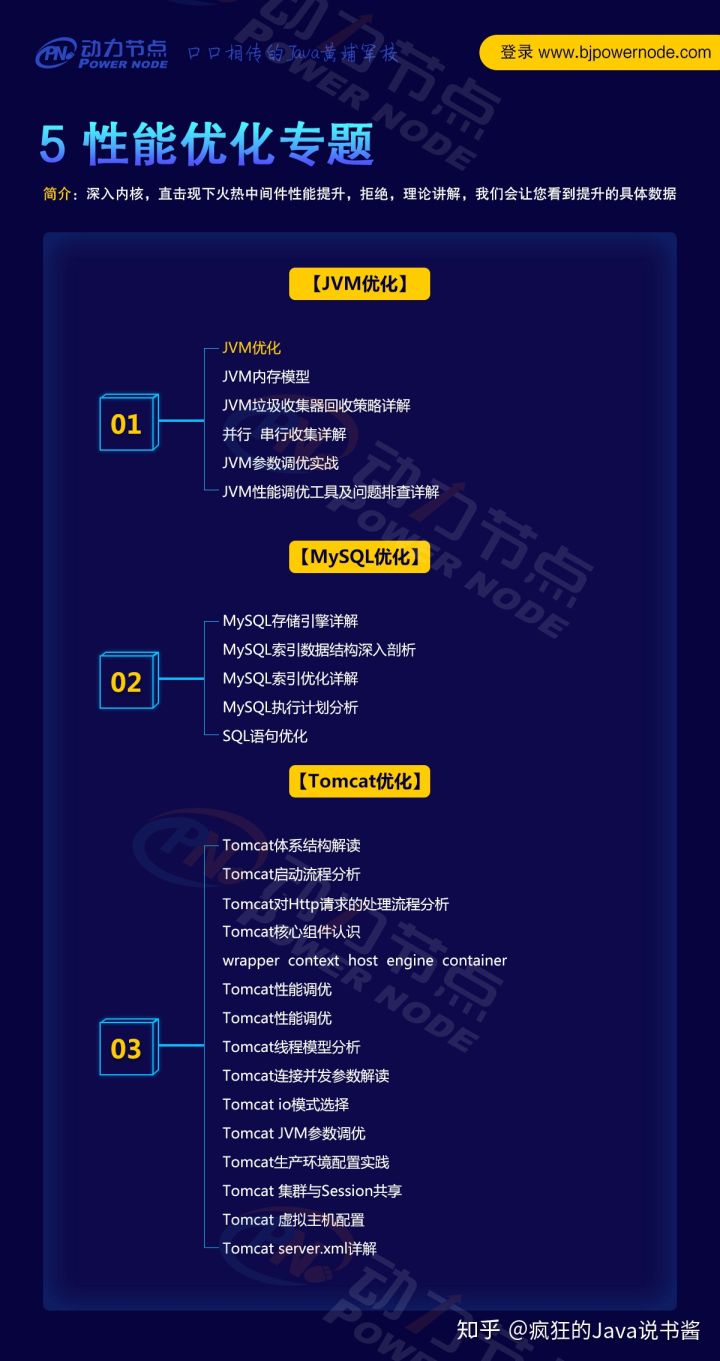 动力节点
POWER NODE
口口相传的Java黄埔军校
登录 www.bjpowernode.com
5 性能优化专题
简介：深入内核，直击现下火热中间件性能提升，拒绝，理论讲解，我们会让您看到提升的具体数据
【JVM优化】
01
JVM优化
JVM内存模型
JVM垃圾收集器回收策略详解
并行 串行收集详解
JVM参数调优实战
JVM性能调优工具及问题排查详解
【MySQL优化】
02
MySQL存储引擎详解
MySQL索引数据结构深入剖析
MySQL索引优化详解
MySQL执行计划分析
SQL语句优化
【Tomcat优化】
03
Tomcat体系结构解读
Tomcat启动流程分析
Tomcat对Http请求的处理流程分析
Tomcat核心组件认识
wrapper context host engine container
Tomcat性能调优
Tomcat性能调优
Tomcat线程模型分析
Tomcat连接并发参数解读
Tomcat io模式选择
Tomcat JVM参数调优
Tomcat生产环境配置实践
Tomcat 集群与Session共享
Tomcat 虚拟主机配置
Tomcat server.xml详解
知乎 @疯狂的Java说书酱